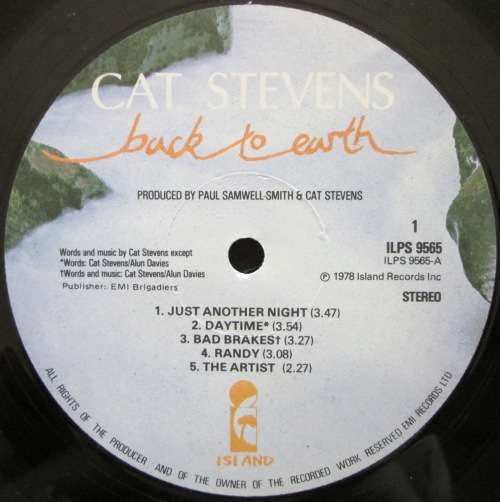 CAT STEVENS
back to earth
PRODUCED BY PAUL SAMWELL-SMITH & CAT STEVENS
1
ILPS 9565
ILPS 9565-A
Words and music by Cat Stevens except
*Words: Cat Stevens/Alun Davies
†Words and music: Cat Stevens/Alun Davies
Publisher: EMI Brigadiers
℗ 1978 Island Records Inc
STEREO
1. JUST ANOTHER NIGHT (3.47)
2. DAYTIME* (3.54)
3. BAD BRAKES† (3.27)
4. RANDY (3.08)
5. THE ARTIST (2.27)
ISLAND
ALL RIGHTS OF THE PRODUCER AND OF THE OWNER OF THE RECORDED WORK RESERVED EMI RECORDS LTD